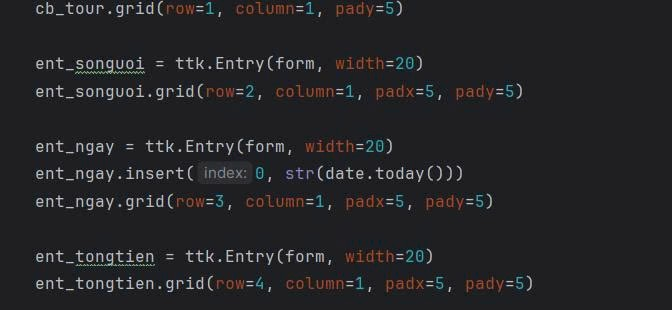 cb_tour.grid(row=1, column=1, pady=5)
ent_songuoi = ttk.Entry(form, width=20)
ent_songuoi.grid(row=2, column=1, padx=5, pady=5)
ent_ngay = ttk.Entry(form, width=20)
ent_ngay.insert( index: 0, str(date.today()))
ent_ngay.grid(row=3, column=1, padx=5, pady=5)
ent_tongtien = ttk.Entry(form, width=20)
ent_tongtien.grid(row=4, column=1, padx=5, pady=5)